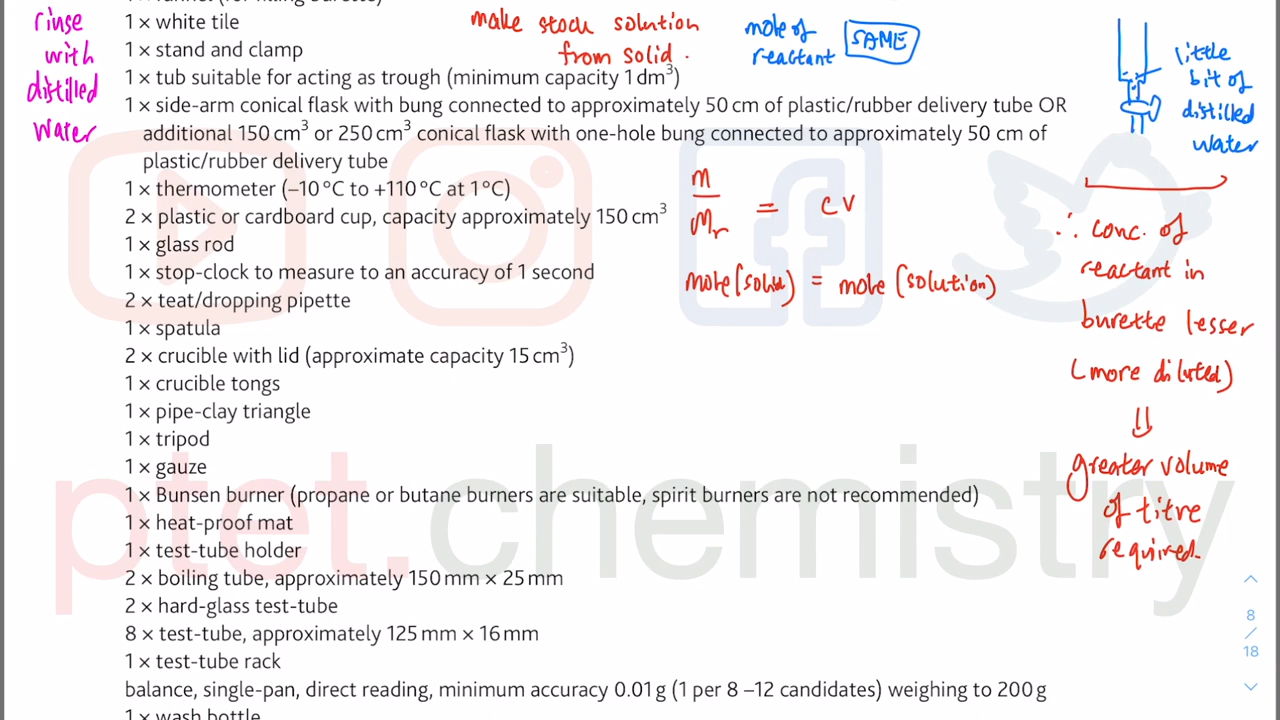 1 × funnel (for filling burette)
1 × white tile
1 × stand and clamp
1 × tub suitable for acting as trough (minimum capacity 1 dm³)
1 × side-arm conical flask with bung connected to approximately 50 cm of plastic/rubber delivery tube OR
additional 150 cm³ or 250 cm³ conical flask with one-hole bung connected to approximately 50 cm of
plastic/rubber delivery tube
1 × thermometer (–10 °C to +110 °C at 1 °C)
2 × plastic or cardboard cup, capacity approximately 150 cm³
1 × glass rod
1 × stop-clock to measure to an accuracy of 1 second
2 × teat/dropping pipette
1 × spatula
2 × crucible with lid (approximate capacity 15 cm³)
1 × crucible tongs
1 × pipe-clay triangle
1 × tripod
1 × gauze
1 × Bunsen burner (propane or butane burners are suitable, spirit burners are not recommended)
1 × heat-proof mat
1 × test-tube holder
2 × boiling tube, approximately 150 mm × 25 mm
2 × hard-glass test-tube
8 × test-tube, approximately 125 mm × 16 mm
1 × test-tube rack
balance, single-pan, direct reading, minimum accuracy 0.01 g (1 per 8 –12 candidates) weighing to 200 g
1 × wash bottle
rinse
with
distilled
water
make stock solution
from solid.
mole of
reactant
SAME
m
Mr
= cv
mole (solid) = mole (solution)
little
bit of
distilled
water
∴ conc. of
reactant in
burette lesser
(more diluted)
⇓
greater volume
of titre
required.
ptet.chemistry
8
/
18